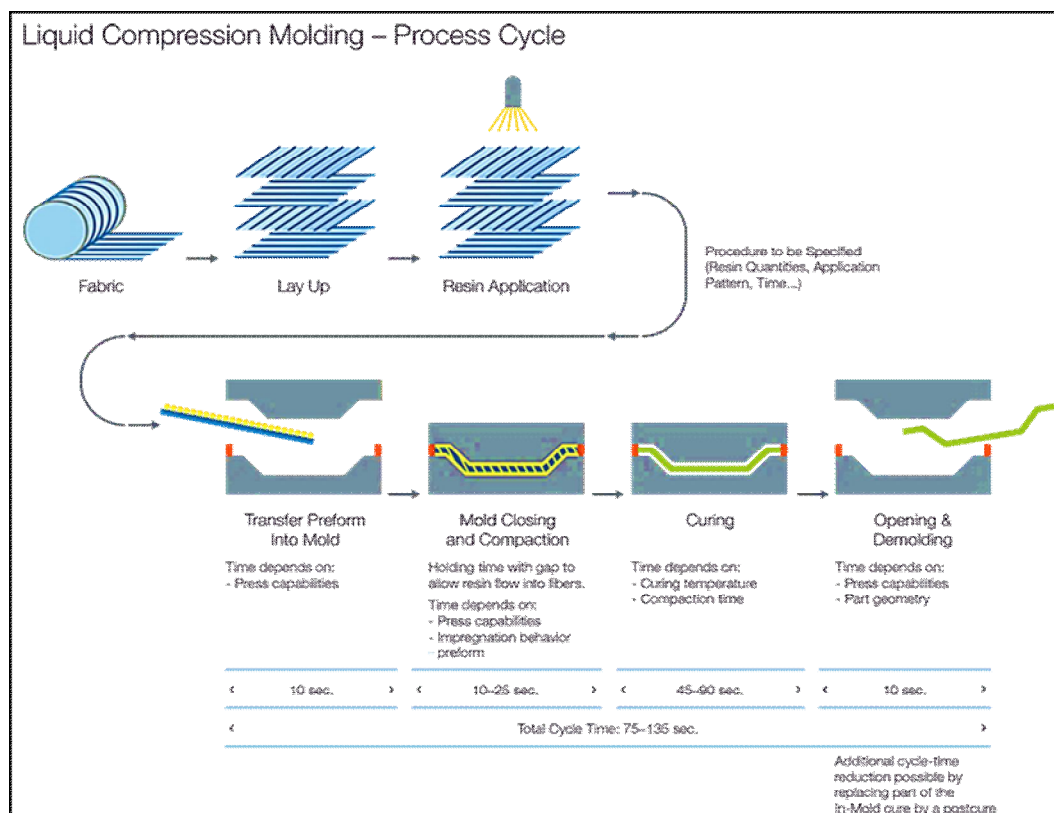 Liquid Compression Molding – Process Cycle
Fabric
Lay Up
Resin Application
Procedure to be Specified
(Resin Quantities, Application
Pattern, Time...)
Transfer Preform
Into Mold
Time depends on:
- Press capabilities
Mold Closing
and Compaction
Holding time with gap to
allow resin flow into fibers.
Time depends on:
- Press capabilities
- Impregnation behavior
- preform
Curing
Time depends on:
- Curing temperature
- Compaction time
Opening &
Demolding
Time depends on:
- Press capabilities
- Part geometry
10 sec.
10–25 sec.
45–90 sec.
10 sec.
Total Cycle Time: 75–135 sec.
Additional cycle-time
reduction possible by
replacing part of the
in-Mold cure by a postcure